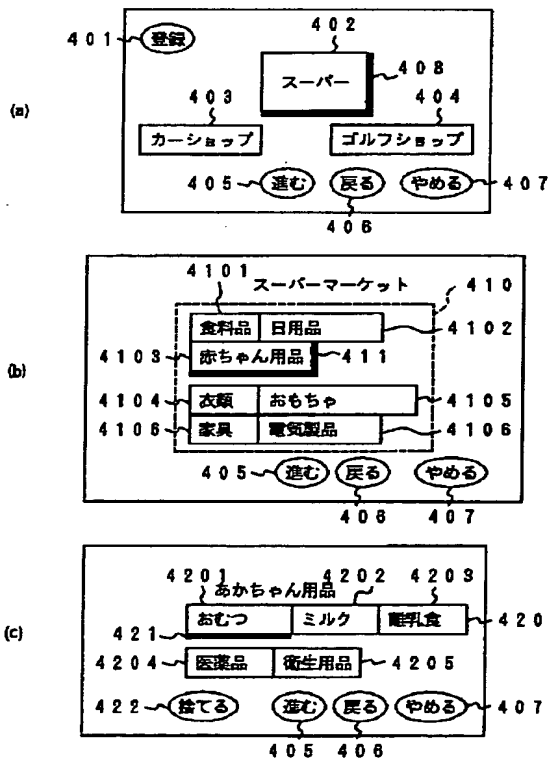 402
401 登録
スーパー 408
(a)
403 404
カーショップ ゴルフショップ
405 進む 戻る やめる 407
406
4101
スーパーマーケット 410
食料品 日用品 4102
4103 赤ちゃん用品 411
(b)
4104 衣類 おもちゃ 4105
4106 家具 電気製品 4106
405 進む 戻る やめる
406 407
4201 4202 4203
あかちゃん用品
おむつ ミルク 離乳食 420
421
(c)
4204 医薬品 衛生用品 4205
422 捨てる 進む 戻る やめる 407
405 406